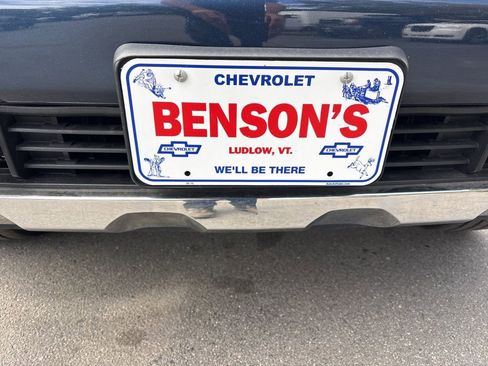 CHEVROLET
BENSON'S
LUDLOW, VT.
CHEVROLET CHEVROLET
WE'LL BE THERE